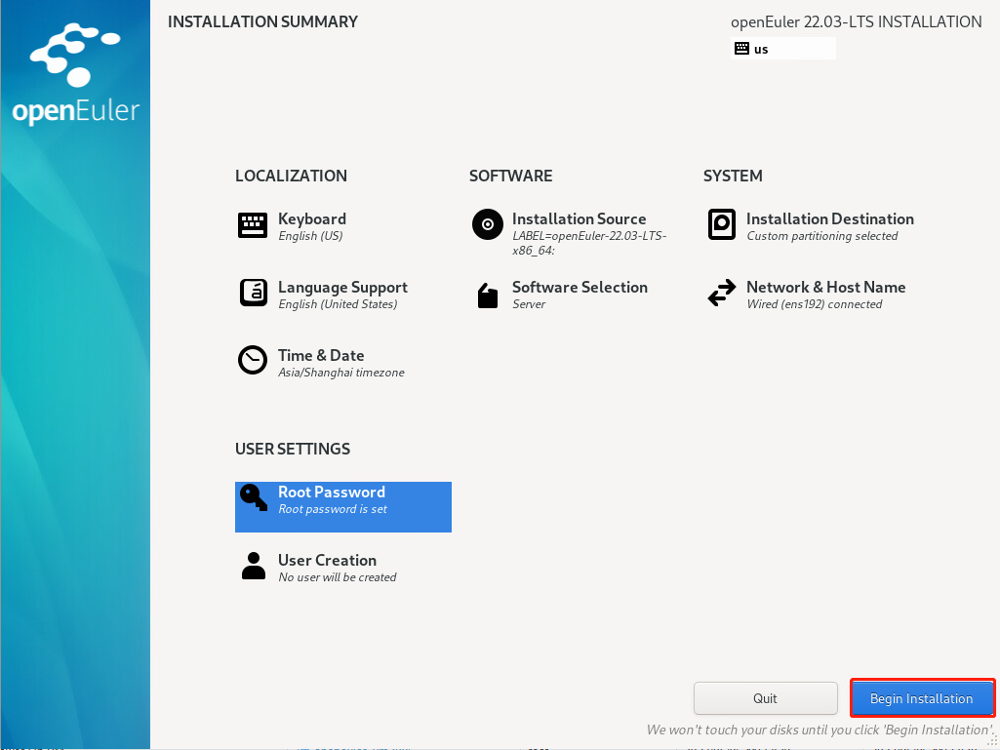 INSTALLATION SUMMARY
openEuler 22.03-LTS INSTALLATION
us
openEuler
LOCALIZATION
Keyboard
English (US)
Language Support
English (United States)
Time & Date
Asia/Shanghai timezone
SOFTWARE
Installation Source
LABEL=openEuler-22.03-LTS-
x86_64:
Software Selection
Server
SYSTEM
Installation Destination
Custom partitioning selected
Network & Host Name
Wired (ens192) connected
USER SETTINGS
Root Password
Root password is set
User Creation
No user will be created
Quit
Begin Installation
We won't touch your disks until you click 'Begin Installation'.